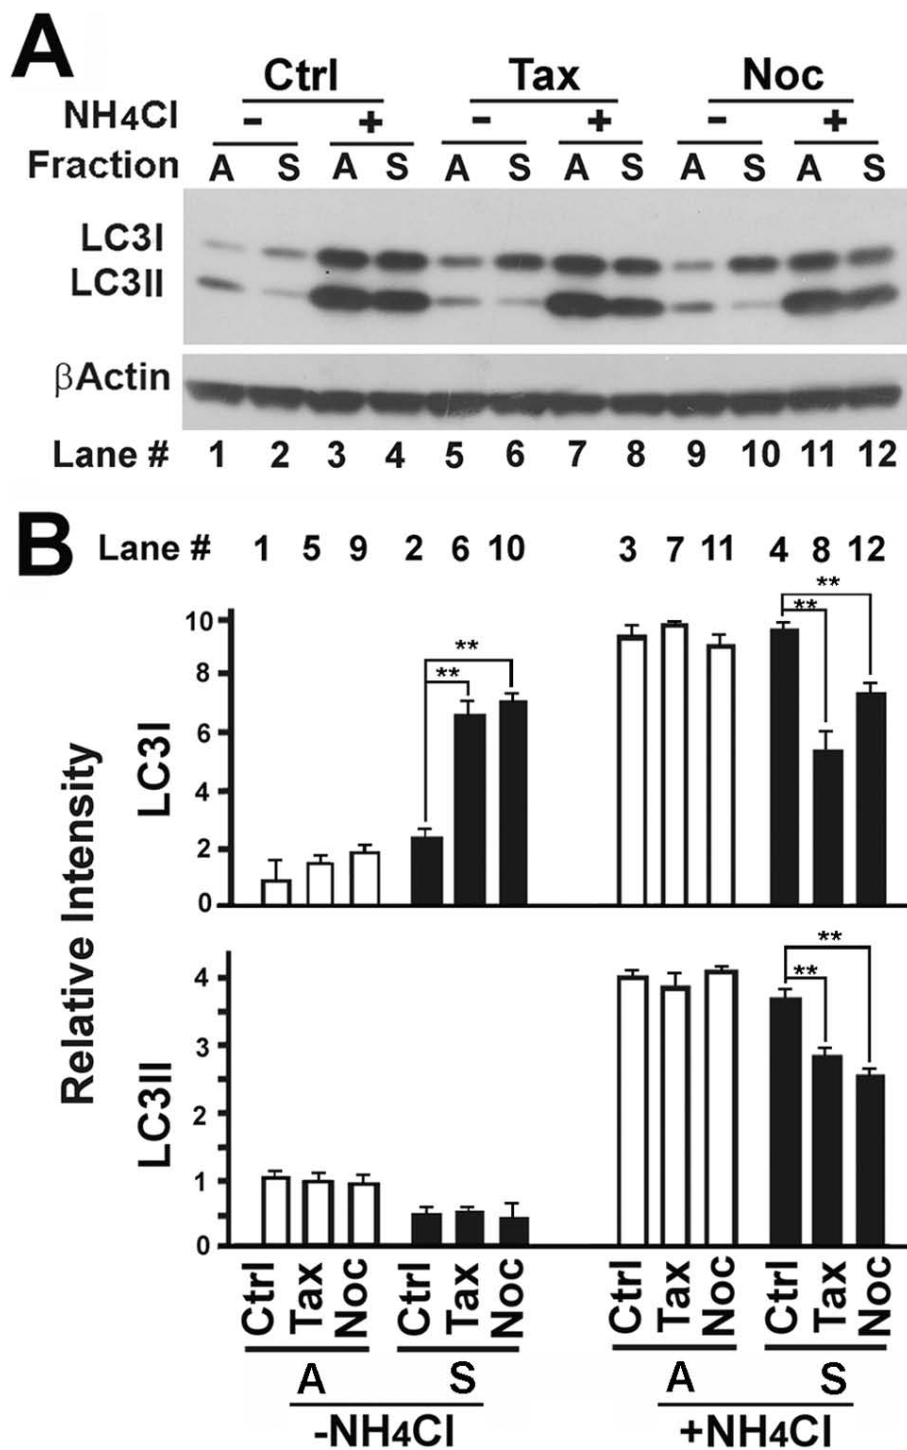 A
Ctrl Tax Noc
NH4Cl - + - + - +
Fraction A S A S A S A S A S A S
LC3I
LC3II
βActin
Lane # 1 2 3 4 5 6 7 8 9 10 11 12
B
Lane # 1 5 9 2 6 10 3 7 11 4 8 12
Relative Intensity
LC3I
10
8
6
4
2
0
** ** ** **
LC3II
4
3
2
1
0
** **
Ctrl Tax Noc Ctrl Tax Noc Ctrl Tax Noc Ctrl Tax Noc
A S A S
-NH4Cl +NH4Cl